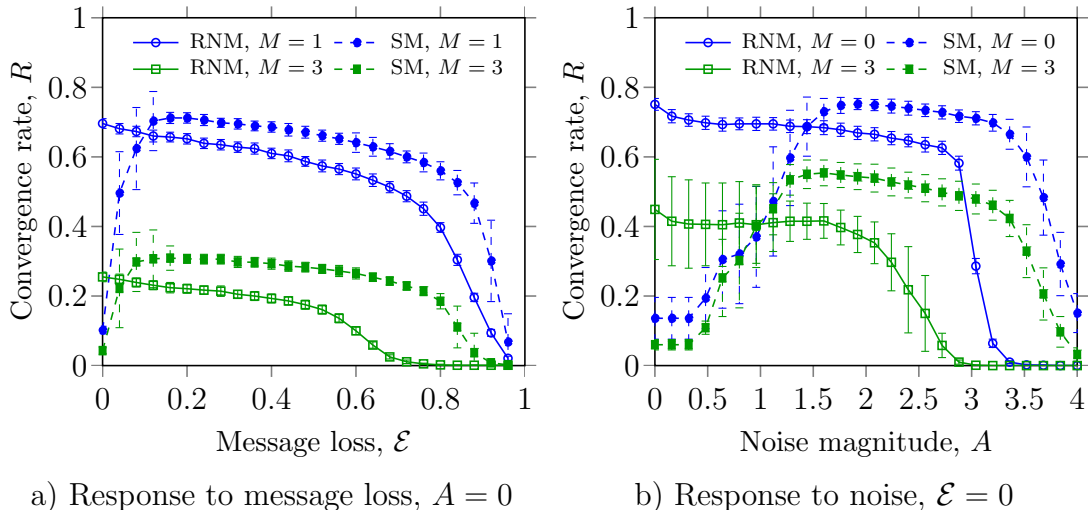 1
0.8
0.6
0.4
0.2
0
Convergence rate, R
RNM, M = 1
SM, M = 1
RNM, M = 3
SM, M = 3
0 0.2 0.4 0.6 0.8 1
Message loss, ℰ
a) Response to message loss, A = 0
1
0.8
0.6
0.4
0.2
0
Convergence rate, R
RNM, M = 0
SM, M = 0
RNM, M = 3
SM, M = 3
0 0.5 1 1.5 2 2.5 3 3.5 4
Noise magnitude, A
b) Response to noise, ℰ = 0